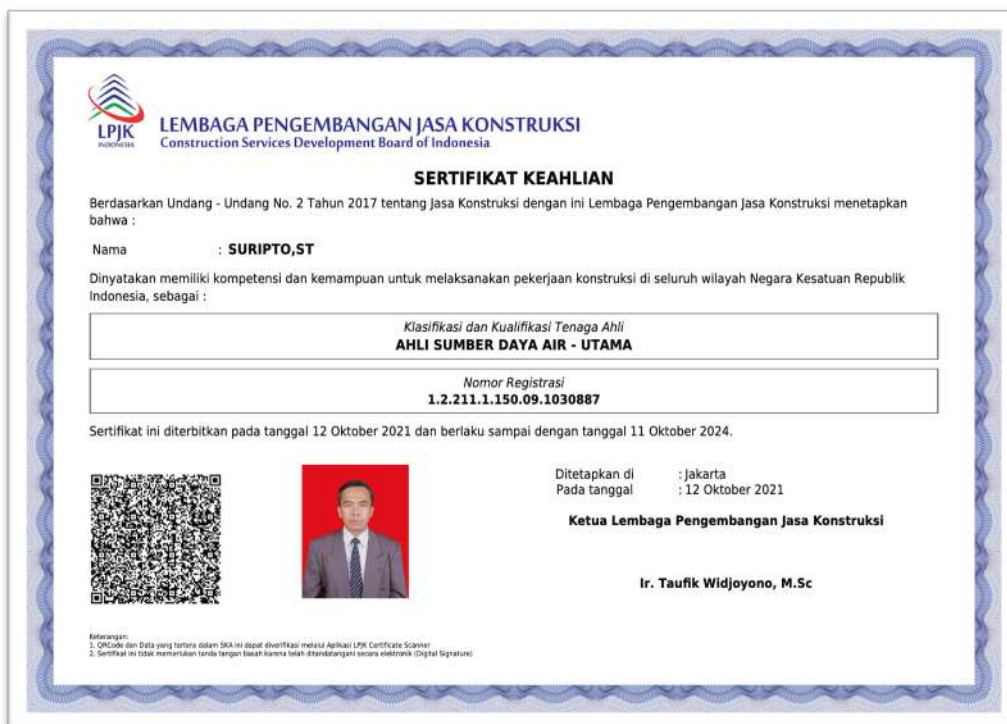 LPJK
INDONESIA
LEMBAGA PENGEMBANGAN JASA KONSTRUKSI
Construction Services Development Board of Indonesia
SERTIFIKAT KEAHLIAN
Berdasarkan Undang - Undang No. 2 Tahun 2017 tentang Jasa Konstruksi dengan ini Lembaga Pengembangan Jasa Konstruksi menetapkan
bahwa :
Nama : SURIPTO,ST
Dinyatakan memiliki kompetensi dan kemampuan untuk melaksanakan pekerjaan konstruksi di seluruh wilayah Negara Kesatuan Republik
Indonesia, sebagai :
Klasifikasi dan Kualifikasi Tenaga Ahli
AHLI SUMBER DAYA AIR - UTAMA
Nomor Registrasi
1.2.211.1.150.09.1030887
Sertifikat ini diterbitkan pada tanggal 12 Oktober 2021 dan berlaku sampai dengan tanggal 11 Oktober 2024.
Ditetapkan di : Jakarta
Pada tanggal : 12 Oktober 2021
Ketua Lembaga Pengembangan Jasa Konstruksi
Ir. Taufik Widjoyono, M.Sc
Keterangan:
1. QRCode dan Data yang tertera dalam SKA ini dapat diverifikasi melalui Aplikasi LPJK Certificate Scanner
2. Sertifikat ini tidak memerlukan tanda tangan basah karena telah ditandatangani secara elektronik (Digital Signature)